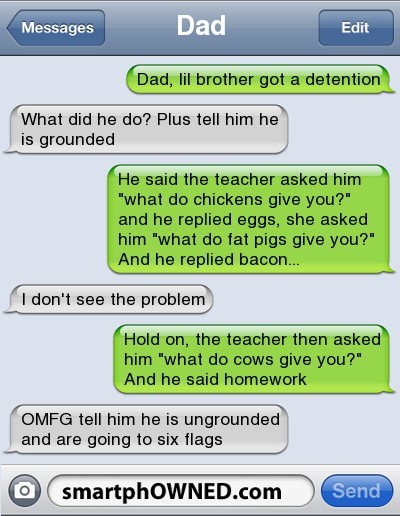 Messages
Dad
Edit
Dad, lil brother got a detention
What did he do? Plus tell him he
is grounded
He said the teacher asked him
"what do chickens give you?"
and he replied eggs, she asked
him "what do fat pigs give you?"
And he replied bacon...
I don't see the problem
Hold on, the teacher then asked
him "what do cows give you?"
And he said homework
OMFG tell him he is ungrounded
and are going to six flags
smartphOWNED.com
Send